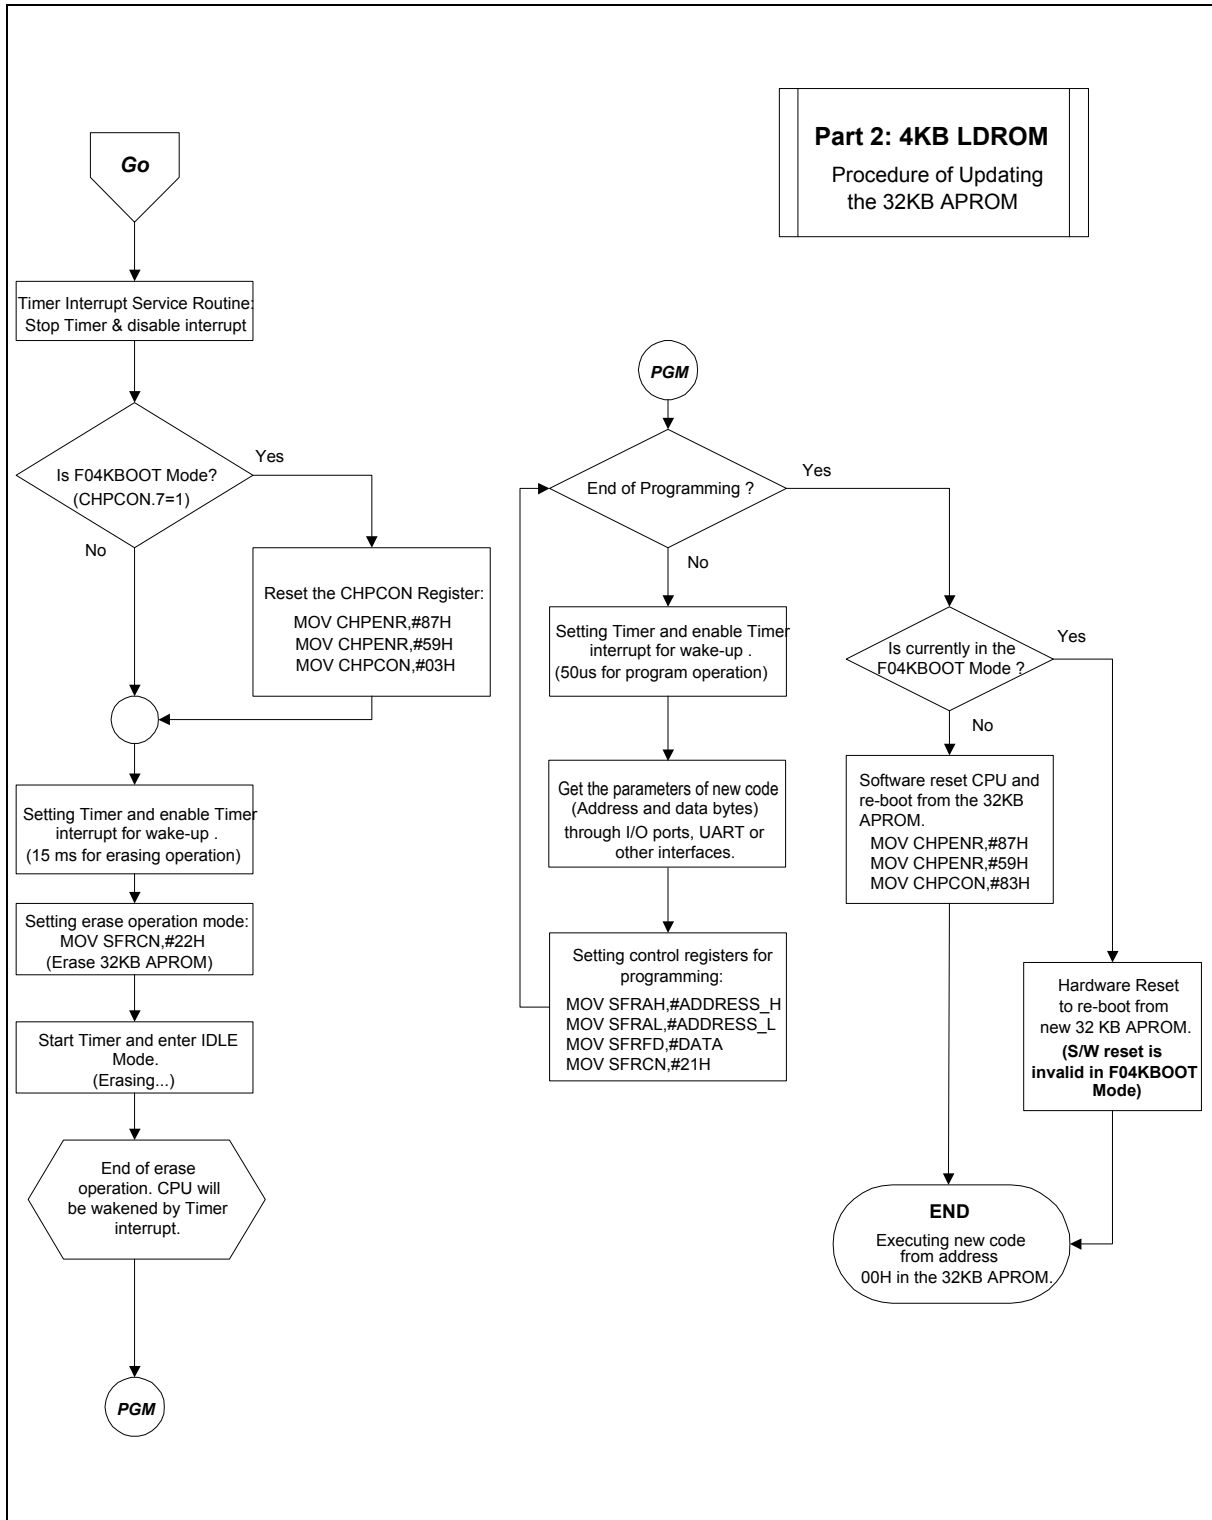 Part 2: 4KB LDROM
Procedure of Updating
the 32KB APROM
Go
Timer Interrupt Service Routine:
Stop Timer & disable interrupt
Is F04KBOOT Mode?
(CHPCON.7=1)
Yes
No
Reset the CHPCON Register:
MOV CHPENR,#87H
MOV CHPENR,#59H
MOV CHPCON,#03H
Setting Timer and enable Timer
interrupt for wake-up .
(15 ms for erasing operation)
Setting erase operation mode:
MOV SFRCN,#22H
(Erase 32KB APROM)
Start Timer and enter IDLE
Mode.
(Erasing...)
End of erase
operation. CPU will
be wakened by Timer
interrupt.
PGM
PGM
End of Programming ?
Yes
No
Setting Timer and enable Timer
interrupt for wake-up .
(50us for program operation)
Get the parameters of new code
(Address and data bytes)
through I/O ports, UART or
other interfaces.
Setting control registers for
programming:
MOV SFRAH,#ADDRESS_H
MOV SFRAL,#ADDRESS_L
MOV SFRFD,#DATA
MOV SFRCN,#21H
Is currently in the
F04KBOOT Mode ?
Yes
No
Software reset CPU and
re-boot from the 32KB
APROM.
MOV CHPENR,#87H
MOV CHPENR,#59H
MOV CHPCON,#83H
Hardware Reset
to re-boot from
new 32 KB APROM.
(S/W reset is
invalid in F04KBOOT
Mode)
END
Executing new code
from address
00H in the 32KB APROM.